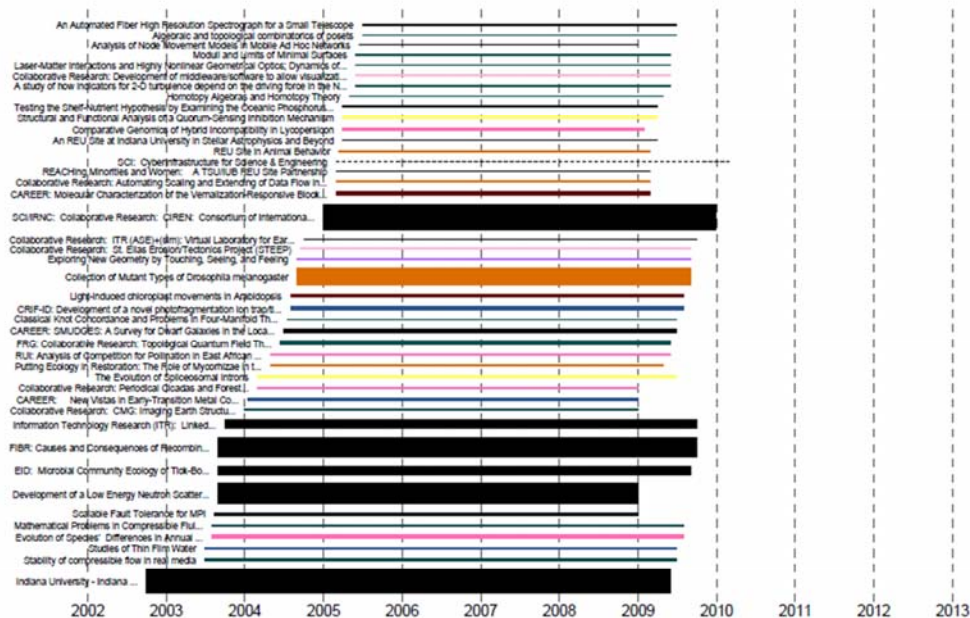 An Automated Fiber High Resolution Spectrograph for a Small Telescope
Algebraic and topological combinatorics of posets
Analysis of Node Movement Models in Mobile Ad Hoc Networks
Moduli and Limits of Minimal Surfaces
Laser-Matter Interactions and Highly Nonlinear Geometrical Optics; Dynamics of...
Collaborative Research: Development of middleware/software to allow visualizati...
A study of how indicators for 2-D turbulence depend on the driving force in the N...
Homotopy Algebras and Homotopy Theory
Testing the Shelf-Nutrient Hypothesis by Examining the Oceanic Phosphorus...
Structural and Functional Analysis of a Quorum-Sensing Inhibition Mechanism
Comparative Genomics of Hybrid Incompatibility in Lycopersicon
An REU Site at Indiana University in Stellar Astrophysics and Beyond
REU Site in Animal Behavior
SCI: Cyberinfrastructure for Science & Engineering
REACHing Minorities and Women: A TSU/IUB REU Site Partnership
Collaborative Research: Automating Scaling and Extending of Data Flow in...
CAREER: Molecular Characterization of the Vernalization-Responsive Block...
SCI/IRNC: Collaborative Research: CIREN: Consortium of Internationa...
Collaborative Research: ITR (ASE)+(sim): Virtual Laboratory for Ear...
Collaborative Research: St. Elias Erosion/Tectonics Project (STEEP)
Exploring New Geometry by Touching, Seeing, and Feeling
Collection of Mutant Types of Drosophila melanogaster
Light-induced chloroplast movements in Arabidopsis
CRIF-ID: Development of a novel photofragmentation ion trap/ti...
Classical Knot Concordance and Problems in Four-Manifold Th...
CAREER: SMUDGES: A Survey for Dwarf Galaxies in the Loca...
FRG: Collaborative Research: Topological Quantum Field Th...
RUI: Analysis of Competition for Pollination in East African ...
Putting Ecology in Restoration: The Role of Mycorrhizae in t...
The Evolution of Spliceosomal Introns
Collaborative Research: Periodical Cicadas and Forest...
CAREER: New Vistas in Early-Transition Metal Co...
Collaborative Research: CMG: Imaging Earth Structu...
Information Technology Research (ITR): Linked...
FIBR: Causes and Consequences of Recombin...
EID: Microbial Community Ecology of Tick-Bo...
Development of a Low Energy Neutron Scatter...
Scalable Fault Tolerance for MPI
Mathematical Problems in Compressible Flui...
Evolution of Species' Differences in Annual ...
Studies of Thin Film Water
Stability of compressible flow in real media
Indiana University - Indiana ...
2002 2003 2004 2005 2006 2007 2008 2009 2010 2011 2012 2013